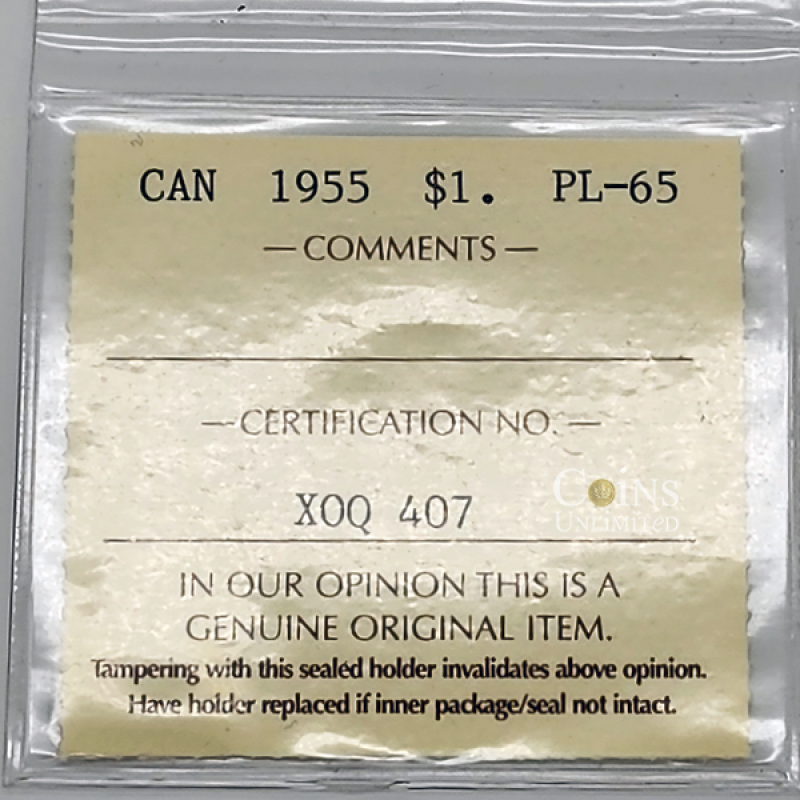 CAN 1955 $1. PL-65
—COMMENTS—
—CERTIFICATION NO.—
XOQ 407
COINS
UNLIMITED
IN OUR OPINION THIS IS A
GENUINE ORIGINAL ITEM.
Tampering with this sealed holder invalidates above opinion.
Have holder replaced if inner package/seal not intact.